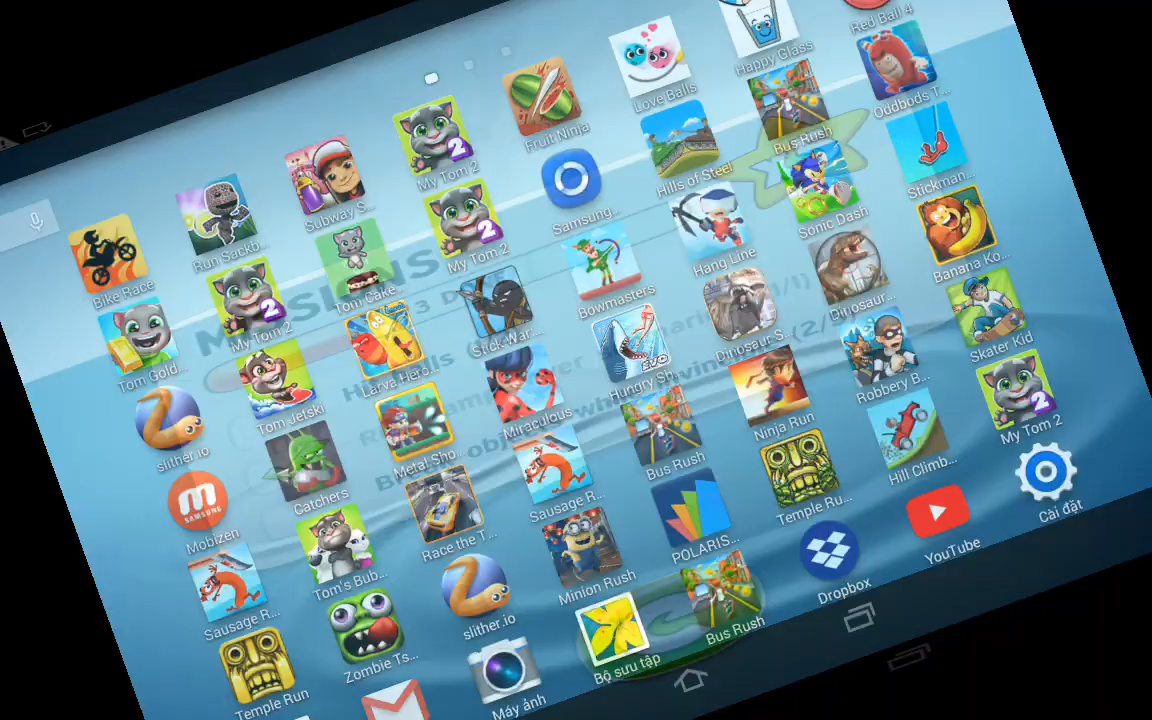 Bike Race
Run Sackb...
Subway S...
My Tom 2
Fruit Ninja
Love Balls
Happy Glass
Red Ball 4
Tom Gold...
My Tom 2
Tom Cake...
My Tom 2
Samsung...
Hills of Steel
Bus Rush
Oddbods T...
slither.io
Tom Jetski
Larva Hero...
Stick War...
Bowmasters
Hang Line
Sonic Dash
Stickman...
Mobizen
Catchers
Metal Sho...
Miraculous
Hungry Sh...
Dinosaur S...
Dinosaur...
Banana Ko...
Sausage R...
Tom's Bub...
Race the T...
Sausage R...
Bus Rush
Ninja Run
Robbery B...
Skater Kid
Temple Run
Zombie Ts...
slither.io
Minion Rush
POLARIS...
Temple Ru...
Hill Climb...
My Tom 2
Máy ảnh
Bộ sưu tập
Bus Rush
Dropbox
YouTube
Cài đặt
MISSIONS
SAMSUNG
EVO